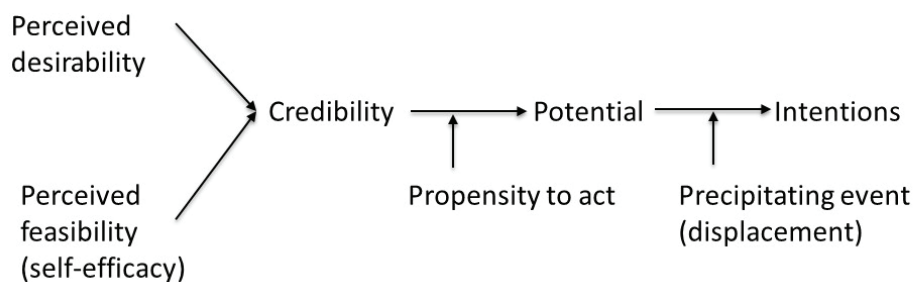 Perceived
desirability
Credibility
Potential
Intentions
Propensity to act
Precipitating event
(displacement)
Perceived
feasibility
(self-efficacy)